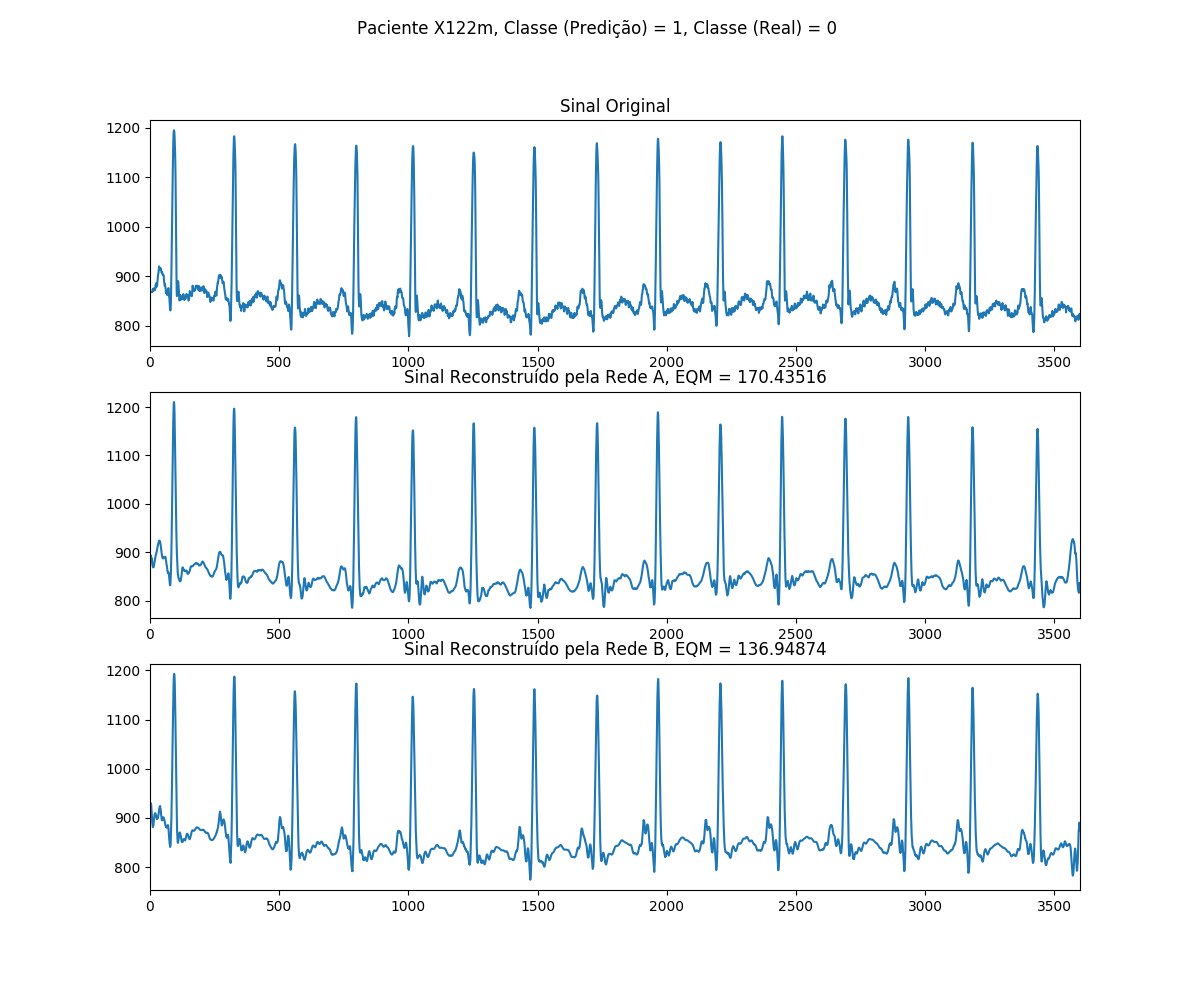 Paciente X122m, Classe (Predição) = 1, Classe (Real) = 0
Sinal Original
1200
1100
1000
900
800
0 500 1000 1500 2000 2500 3000 3500
Sinal Reconstruído pela Rede A, EQM = 170.43516
1200
1100
1000
900
800
0 500 1000 1500 2000 2500 3000 3500
Sinal Reconstruído pela Rede B, EQM = 136.94874
1200
1100
1000
900
800
0 500 1000 1500 2000 2500 3000 3500